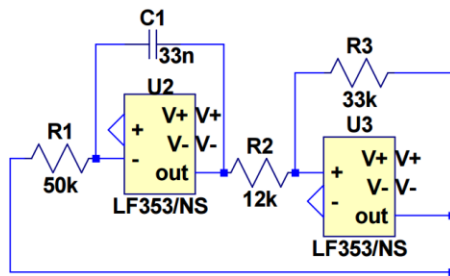 C1
33n
U2
R1
50k
+
-
V+
V-
out
V+
V-
LF353/NS
R2
12k
R3
33k
U3
+
-
V+
V-
out
V+
V-
LF353/NS